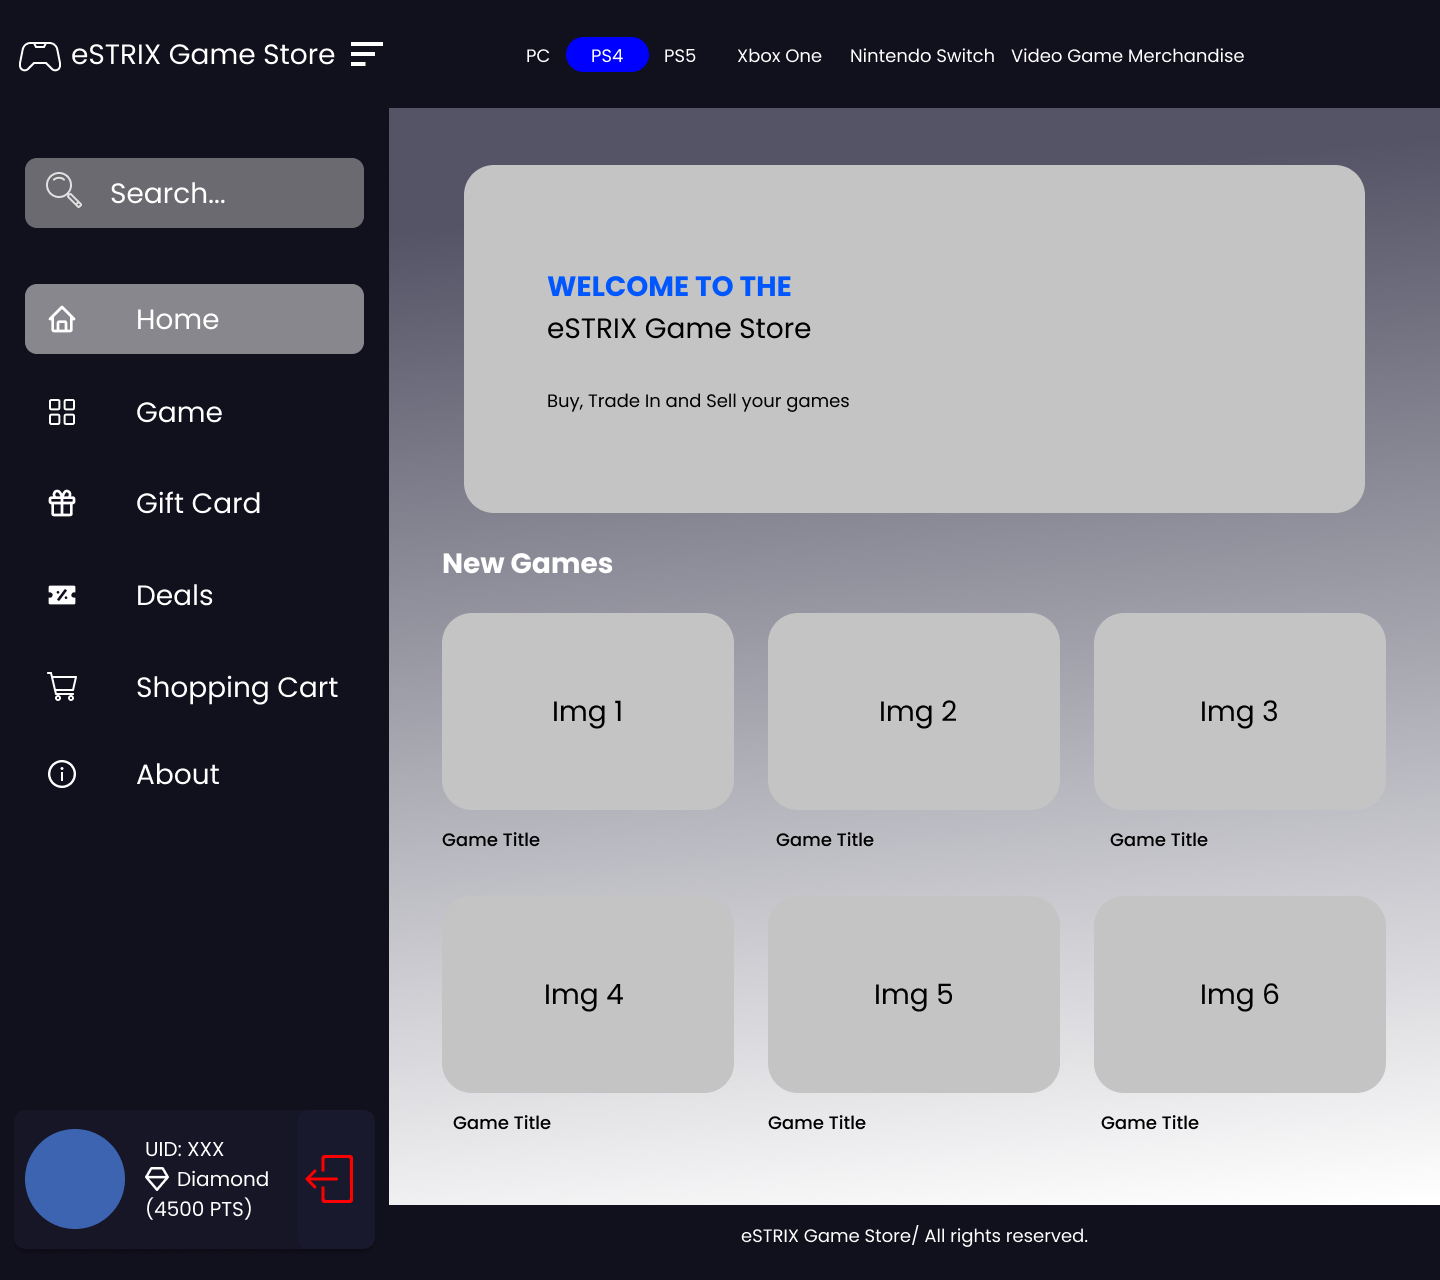 eSTRIX Game Store
PC
PS4
PS5
Xbox One
Nintendo Switch
Video Game Merchandise
Search...
Home
Game
Gift Card
Deals
Shopping Cart
About
UID: XXX
Diamond
(4500 PTS)
WELCOME TO THE
eSTRIX Game Store
Buy, Trade In and Sell your games
New Games
Img 1
Img 2
Img 3
Game Title
Game Title
Game Title
Img 4
Img 5
Img 6
Game Title
Game Title
Game Title
eSTRIX Game Store/ All rights reserved.